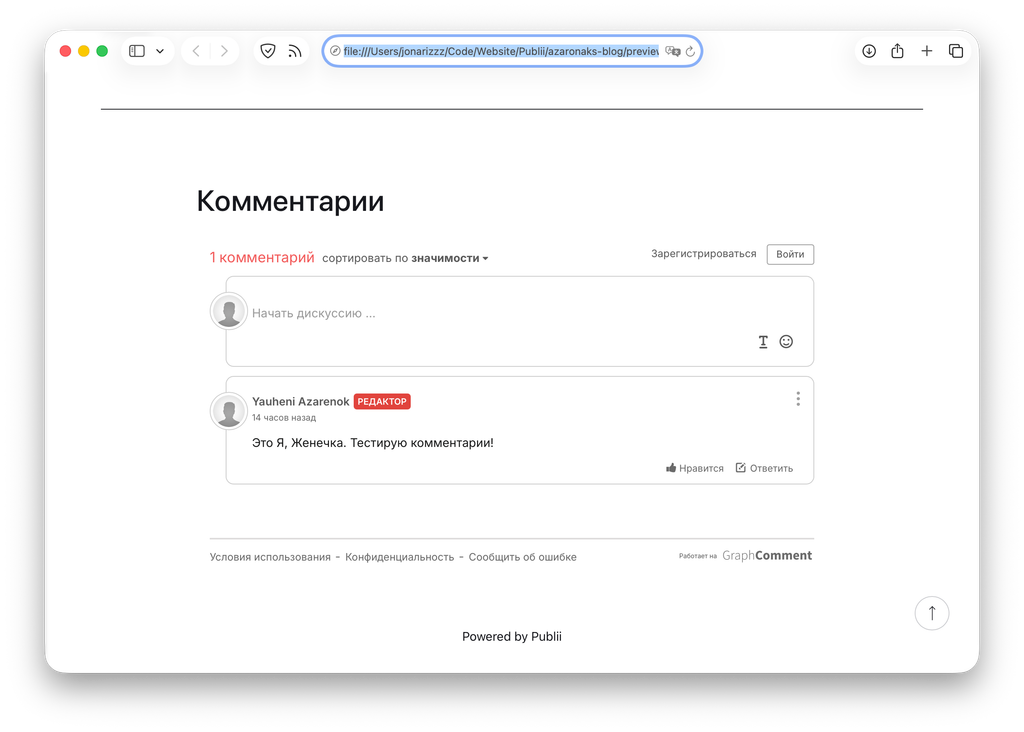 file:///Users/jonarizzz/Code/Website/Publii/azaronaks-blog/preview
Комментарии
1 комментарий сортировать по значимости
Зарегистрироваться Войти
Начать дискуссию ...
Yauheni Azarenok РЕДАКТОР
14 часов назад
Это Я, Женечка. Тестирую комментарии!
Нравится Ответить
Условия использования - Конфиденциальность - Сообщить об ошибке
Работает на GraphComment
Powered by Publii